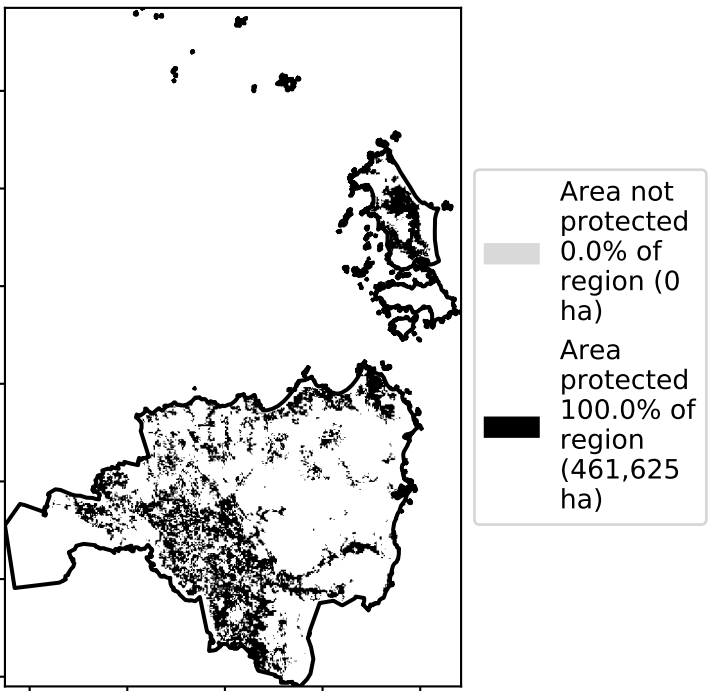 Area not
protected
0.0% of
region (0
ha)
Area
protected
100.0% of
region
(461,625
ha)